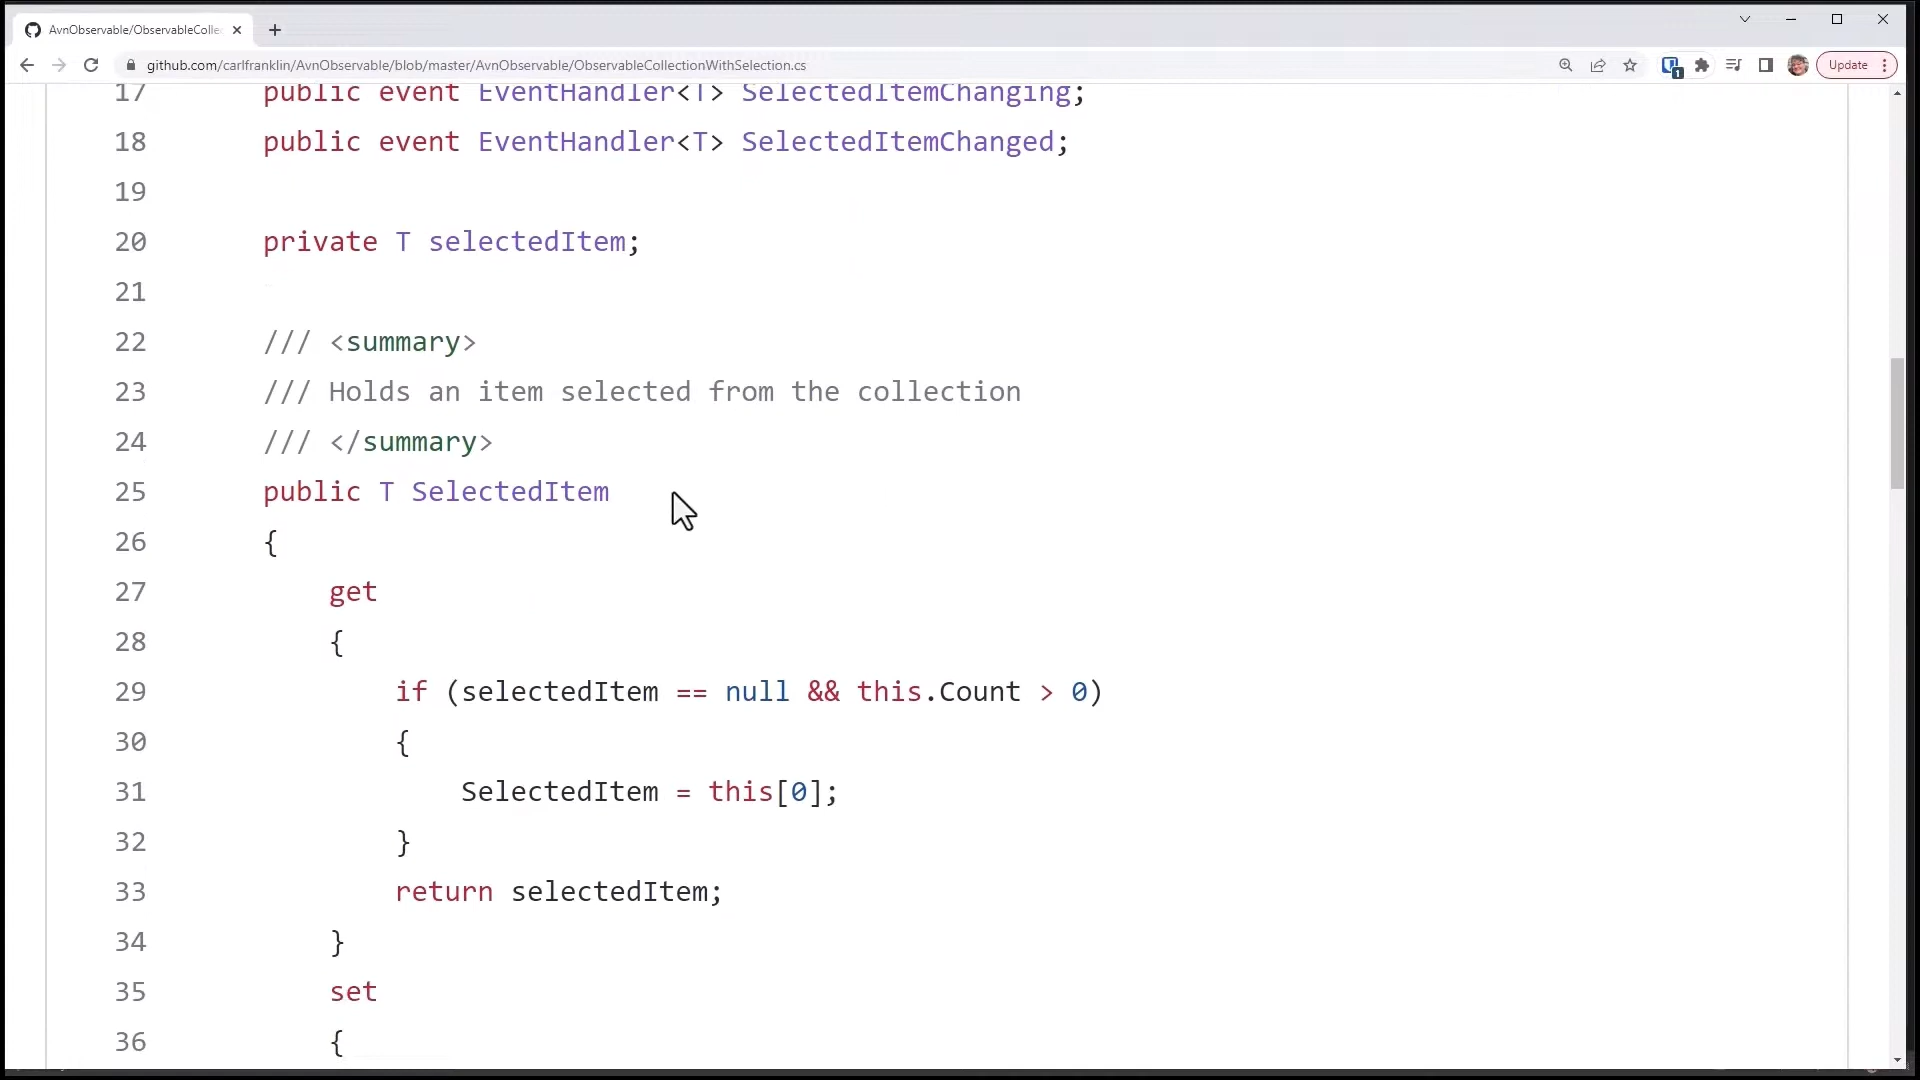 AvnObservable/ObservableColle
github.com/carlfranklin/AvnObservable/blob/master/AvnObservable/ObservableCollectionWithSelection.cs
1
Update
17 public event EventHandler<T> SelectedItemChanging;
18 public event EventHandler<T> SelectedItemChanged;
19
20 private T selectedItem;
21
22 /// <summary>
23 /// Holds an item selected from the collection
24 /// </summary>
25 public T SelectedItem
26 {
27 get
28 {
29 if (selectedItem == null && this.Count > 0)
30 {
31 SelectedItem = this[0];
32 }
33 return selectedItem;
34 }
35 set
36 {